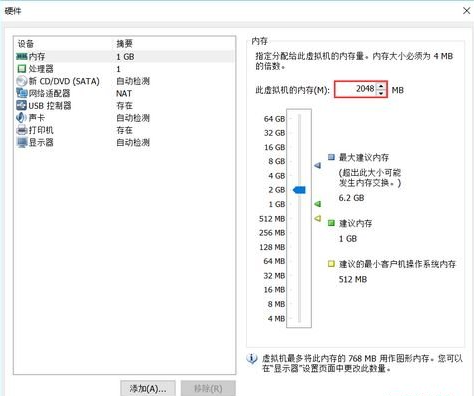 硬件
设备 摘要
内存 1 GB
处理器 1
新 CD/DVD (SATA) 自动检测
网络适配器 NAT
USB 控制器 存在
声卡 自动检测
打印机 存在
显示器 自动检测
添加(A)... 移除(R)
内存
指定分配给此虚拟机的内存量。内存大小必须为 4 MB
的倍数。
此虚拟机的内存(M): 2048 MB
64 GB
32 GB
16 GB
8 GB
4 GB
2 GB
1 GB
512 MB
256 MB
128 MB
64 MB
32 MB
16 MB
8 MB
4 MB
最大建议内存
(超出此大小可能
发生内存交换。)
6.2 GB
建议内存
1 GB
建议的最小客户机操作系统内存
512 MB
虚拟机最多将此内存的 768 MB 用作图形内存。您可以
在"显示器"设置页面中更改此数量。